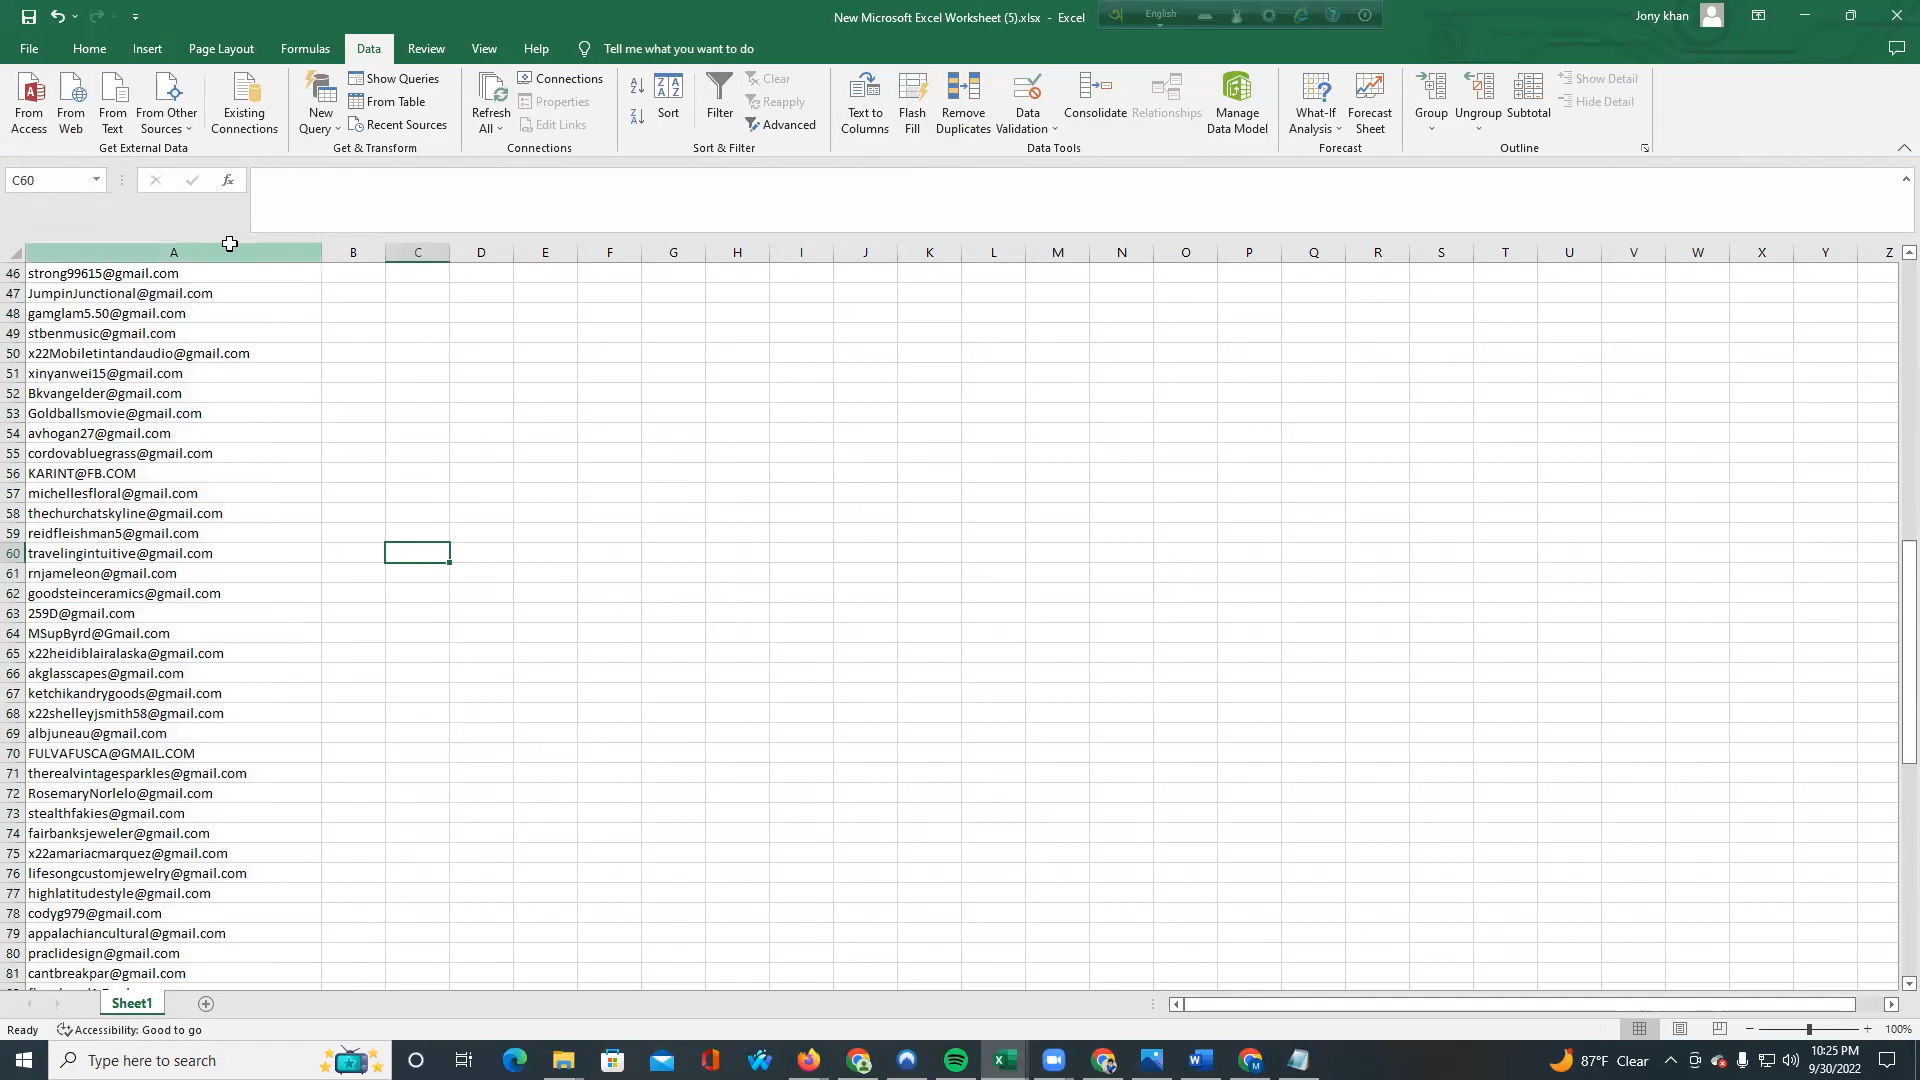 New Microsoft Excel Worksheet (5).xlsx - Excel
English
Jony khan
File Home Insert Page Layout Formulas Data Review View Help Tell me what you want to do
From Access
From Web
From Text
From Other Sources
Get External Data
Existing Connections
New Query
Show Queries
From Table
Recent Sources
Get & Transform
Refresh All
Connections
Properties
Edit Links
Connections
Sort
Filter
Clear
Reapply
Advanced
Sort & Filter
Text to Columns
Flash Fill
Remove Duplicates
Data Validation
Consolidate
Relationships
Manage Data Model
Data Tools
What-If Analysis
Forecast Sheet
Forecast
Group
Ungroup
Subtotal
Show Detail
Hide Detail
Outline
C60 fx
A B C D E F G H I J K L M N O P Q R S T U V W X Y Z
46 strong99615@gmail.com
47 JumpinJunctional@gmail.com
48 gamglam5.50@gmail.com
49 stbenmusic@gmail.com
50 x22Mobiletintandaudio@gmail.com
51 xinyanwei15@gmail.com
52 Bkvangelder@gmail.com
53 Goldballsmovie@gmail.com
54 avhogan27@gmail.com
55 cordovabluegrass@gmail.com
56 KARINT@FB.COM
57 michellesfloral@gmail.com
58 thechurchatskyline@gmail.com
59 reidfleishman5@gmail.com
60 travelingintuitive@gmail.com
61 rnjameleon@gmail.com
62 goodsteinceramics@gmail.com
63 259D@gmail.com
64 MSupByrd@Gmail.com
65 x22heidiblairalaska@gmail.com
66 akglasscapes@gmail.com
67 ketchikandrygoods@gmail.com
68 x22shelleyjsmith58@gmail.com
69 albjuneau@gmail.com
70 FULVAFUSCA@GMAIL.COM
71 therealvintagesparkles@gmail.com
72 RosemaryNorlelo@gmail.com
73 stealthfakies@gmail.com
74 fairbanksjeweler@gmail.com
75 x22amariacmarquez@gmail.com
76 lifesongcustomjewelry@gmail.com
77 highlatitudestyle@gmail.com
78 codyg979@gmail.com
79 appalachiancultural@gmail.com
80 praclidesign@gmail.com
81 cantbreakpar@gmail.com
Sheet1
Ready Accessibility: Good to go 100%
Type here to search
87°F Clear
10:25 PM
9/30/2022